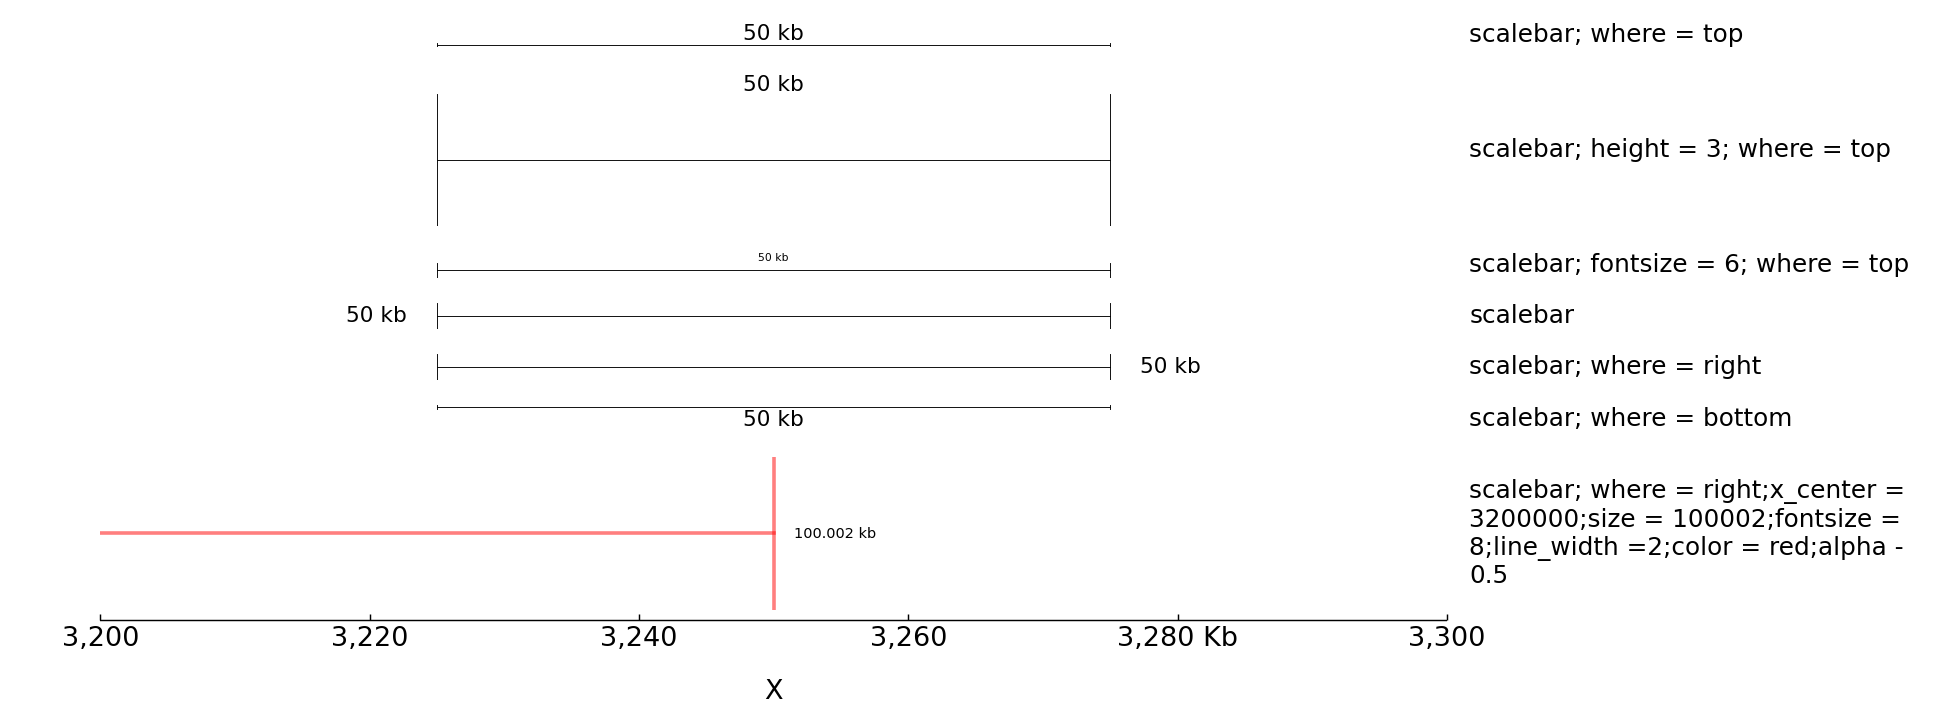 50 kb
scalebar; where = top
50 kb
scalebar; height = 3; where = top
50 kb
scalebar; fontsize = 6; where = top
50 kb
scalebar
50 kb
scalebar; where = right
50 kb
scalebar; where = bottom
100.002 kb
scalebar; where = right;x_center =
3200000;size = 100002;fontsize =
8;line_width =2;color = red;alpha -
0.5
3,200 3,220 3,240 3,260 3,280 Kb 3,300
X